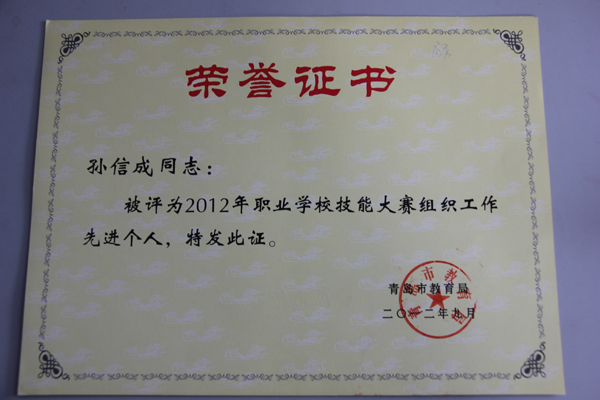 荣誉证书
孙信成同志：
被评为2012年职业学校技能大赛组织工作
先进个人，特发此证。
青岛市教育局
二〇一二年九月